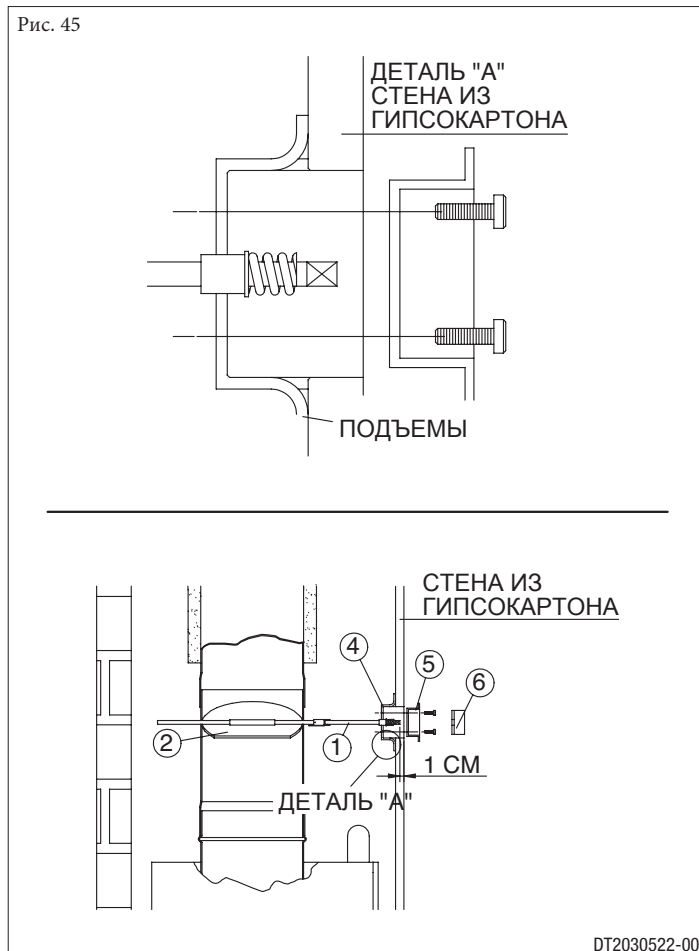 Рис. 45
ДЕТАЛЬ "А"
СТЕНА ИЗ
ГИПСОКАРТОНА
ПОДЪЕМЫ
СТЕНА ИЗ
ГИПСОКАРТОНА
4
5
6
2
1
1 СМ
ДЕТАЛЬ "А"
DT2030522-00